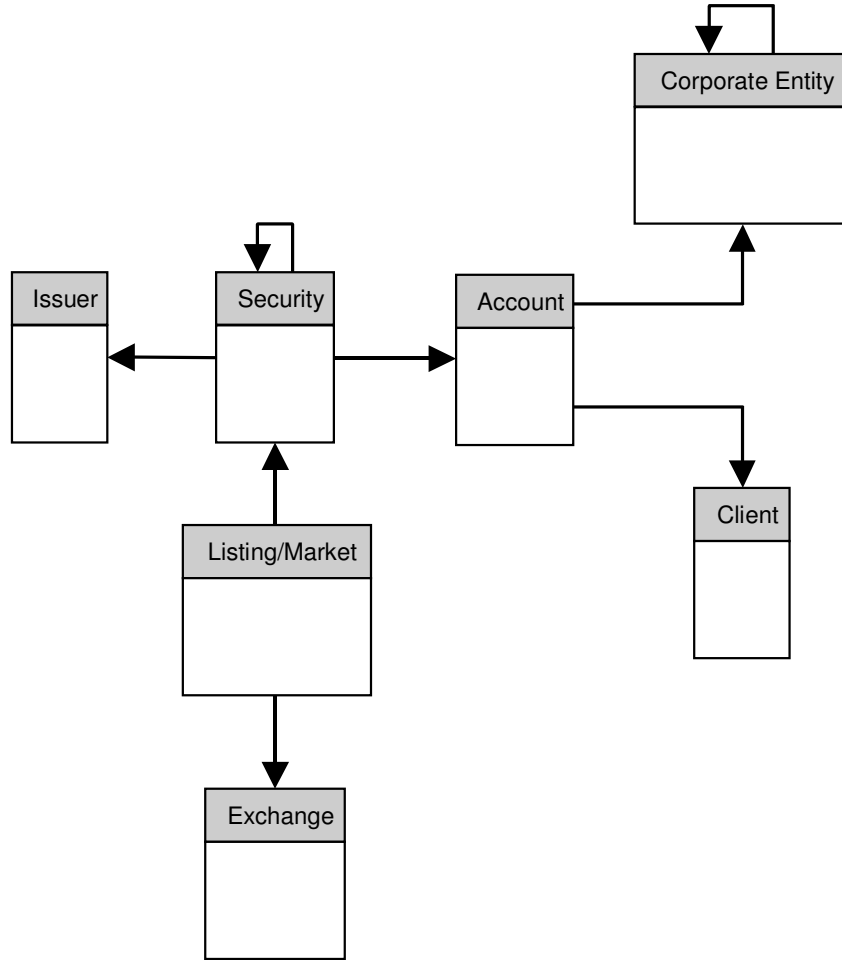 Corporate Entity
Issuer
Security
Account
Client
Listing/Market
Exchange